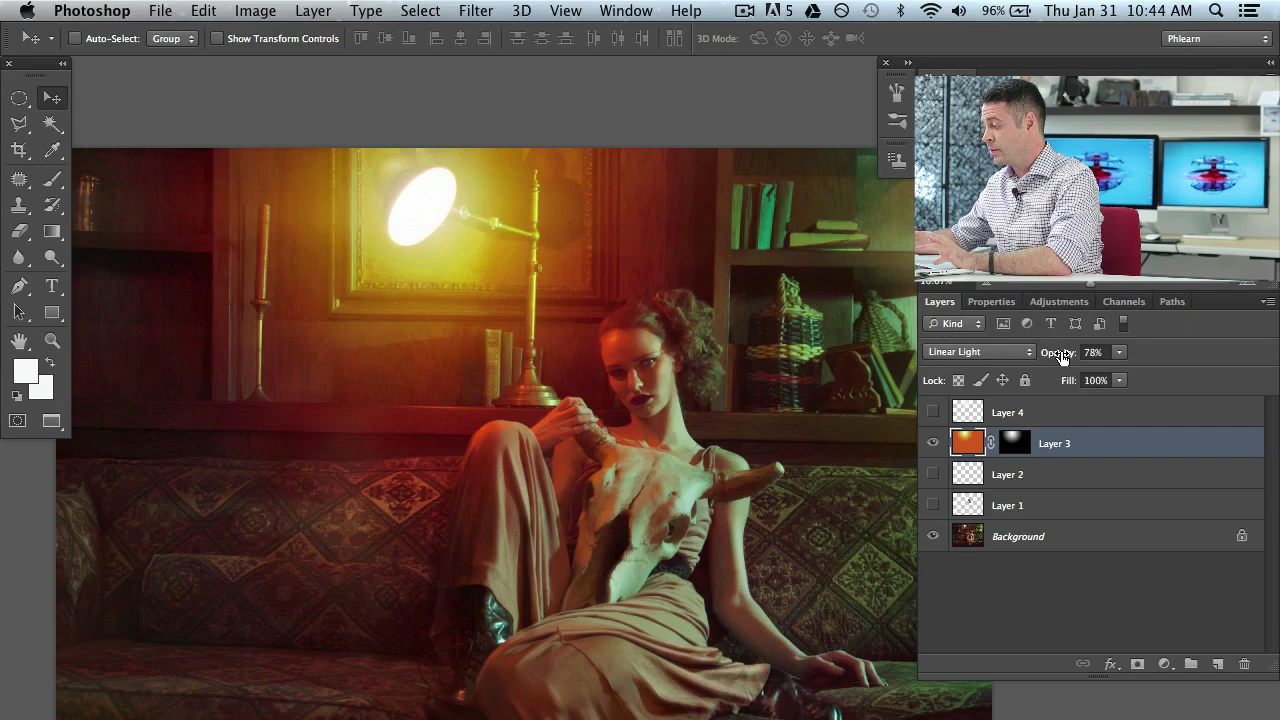 Photoshop File Edit Image Layer Type Select Filter 3D View Window Help 5 96% Thu Jan 31 10:44 AM
Auto-Select: Group Show Transform Controls 3D Mode: Phlearn
Layers Properties Adjustments Channels Paths
Kind
Linear Light Opacity: 78%
Lock: Fill: 100%
Layer 4
Layer 3
Layer 2
Layer 1
Background